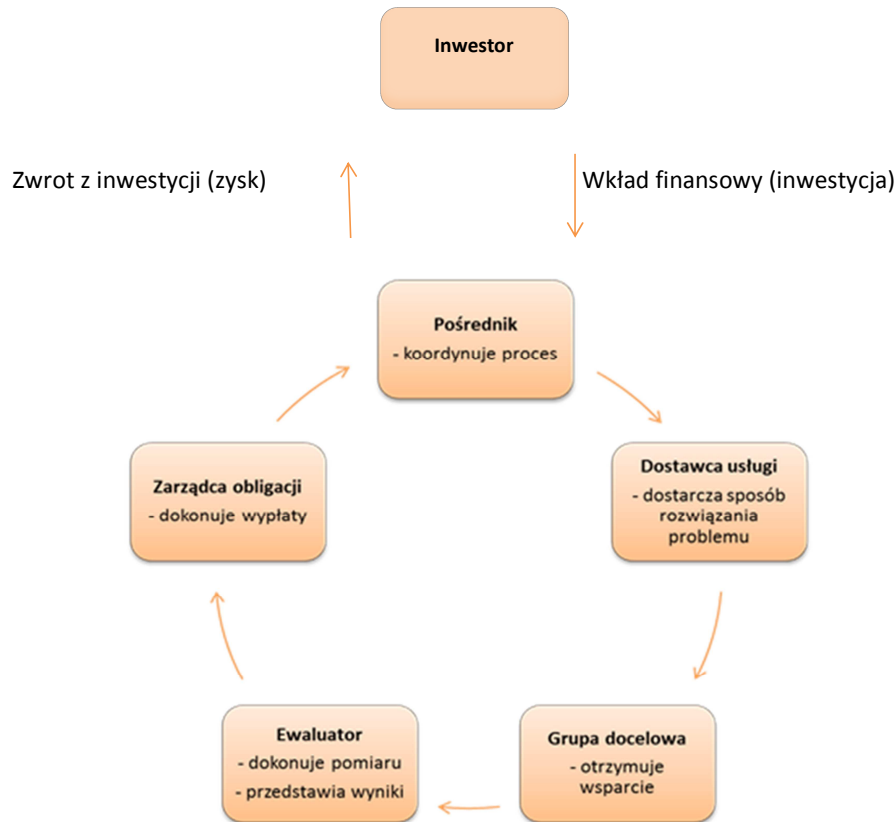 Inwestor
Zwrot z inwestycji (zysk)
Wkład finansowy (inwestycja)
Pośrednik
- koordynuje proces
Zarządca obligacji
- dokonuje wypłaty
Dostawca usługi
- dostarcza sposób
rozwiązania
problemu
Ewaluator
- dokonuje pomiaru
- przedstawia wyniki
Grupa docelowa
- otrzymuje
wsparcie